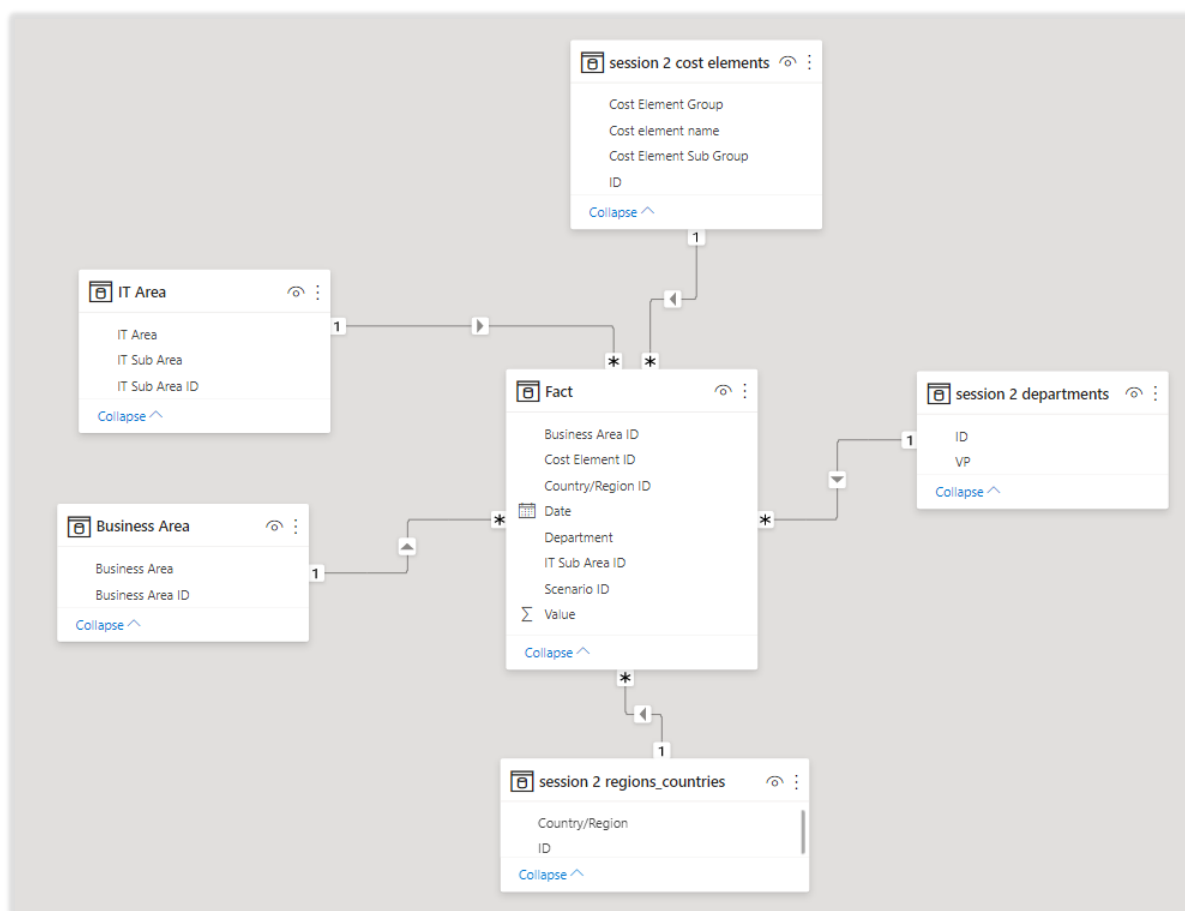 session 2 cost elements
Cost Element Group
Cost element name
Cost Element Sub Group
ID
Collapse
1
IT Area
IT Area
IT Sub Area
IT Sub Area ID
Collapse
1
*
*
Fact
Business Area ID
Cost Element ID
Country/Region ID
Date
Department
IT Sub Area ID
Scenario ID
Σ Value
Collapse
session 2 departments
ID
VP
Collapse
1
*
Business Area
Business Area
Business Area ID
Collapse
1
*
*
1
session 2 regions_countries
Country/Region
ID
Collapse